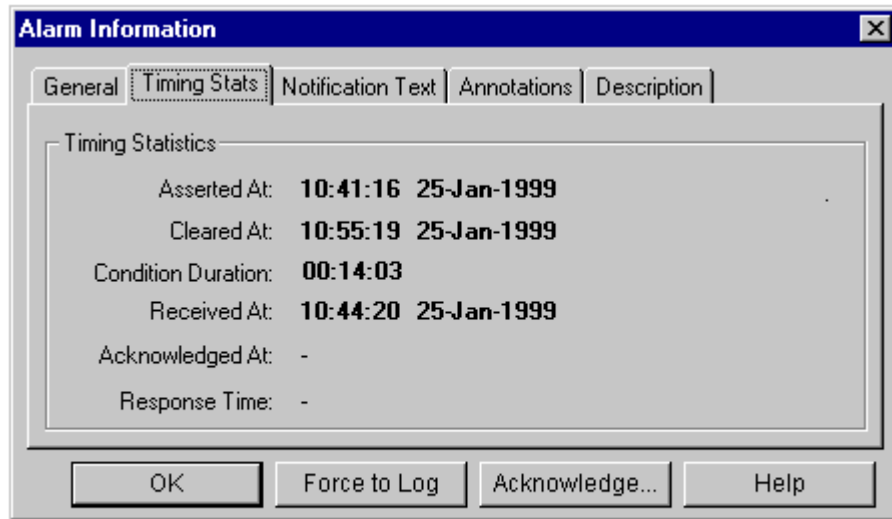 Alarm Information
General Timing Stats Notification Text Annotations Description
Timing Statistics
Asserted At: 10:41:16 25-Jan-1999
Cleared At: 10:55:19 25-Jan-1999
Condition Duration: 00:14:03
Received At: 10:44:20 25-Jan-1999
Acknowledged At: -
Response Time: -
OK Force to Log Acknowledge... Help